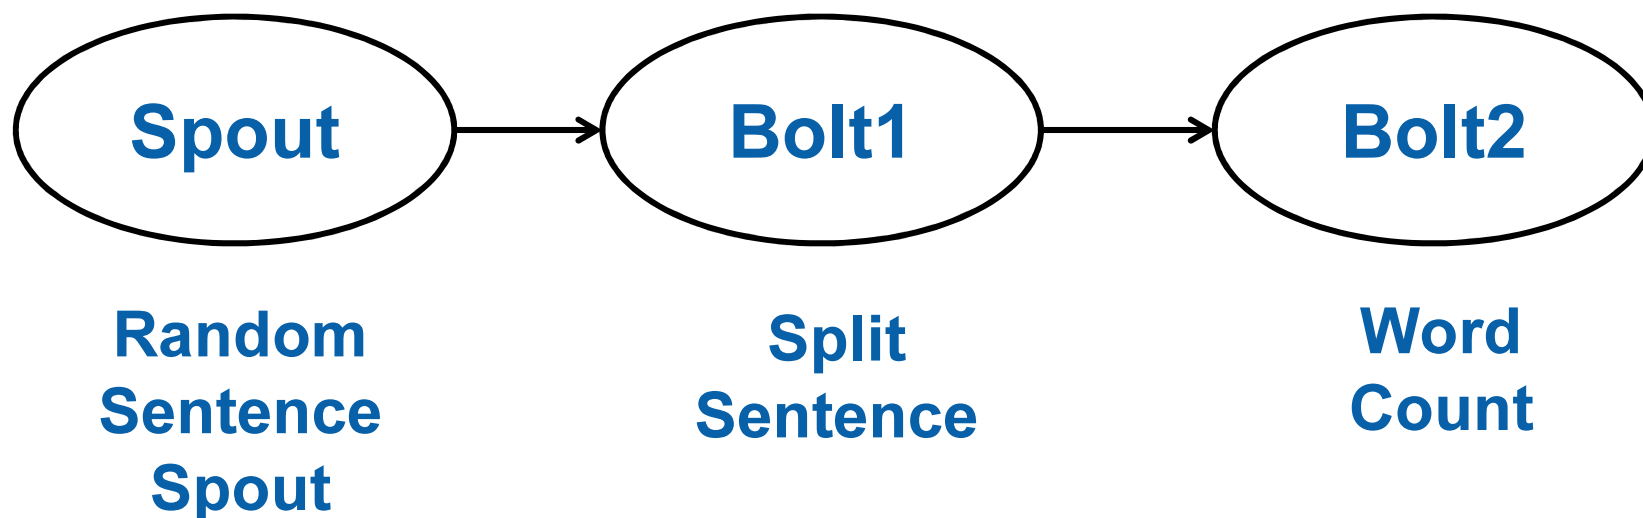 Spout
Bolt1
Bolt2
Random
Sentence
Spout
Split
Sentence
Word
Count